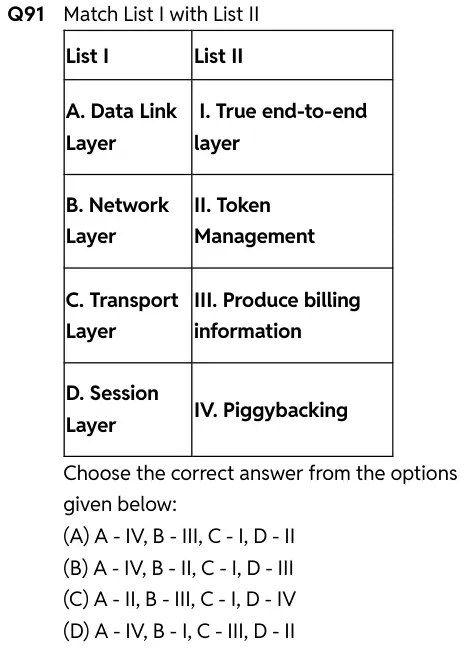 Q91 Match List I with List II
List I
List II
A. Data Link
Layer
I. True end-to-end
layer
B. Network
Layer
II. Token
Management
C. Transport
Layer
III. Produce billing
information
D. Session
Layer
IV. Piggybacking
Choose the correct answer from the options
given below:
(A) A - IV, B - III, C - I, D - II
(B) A - IV, B - II, C - I, D - III
(C) A - II, B - III, C - I, D - IV
(D) A - IV, B - I, C - III, D - II